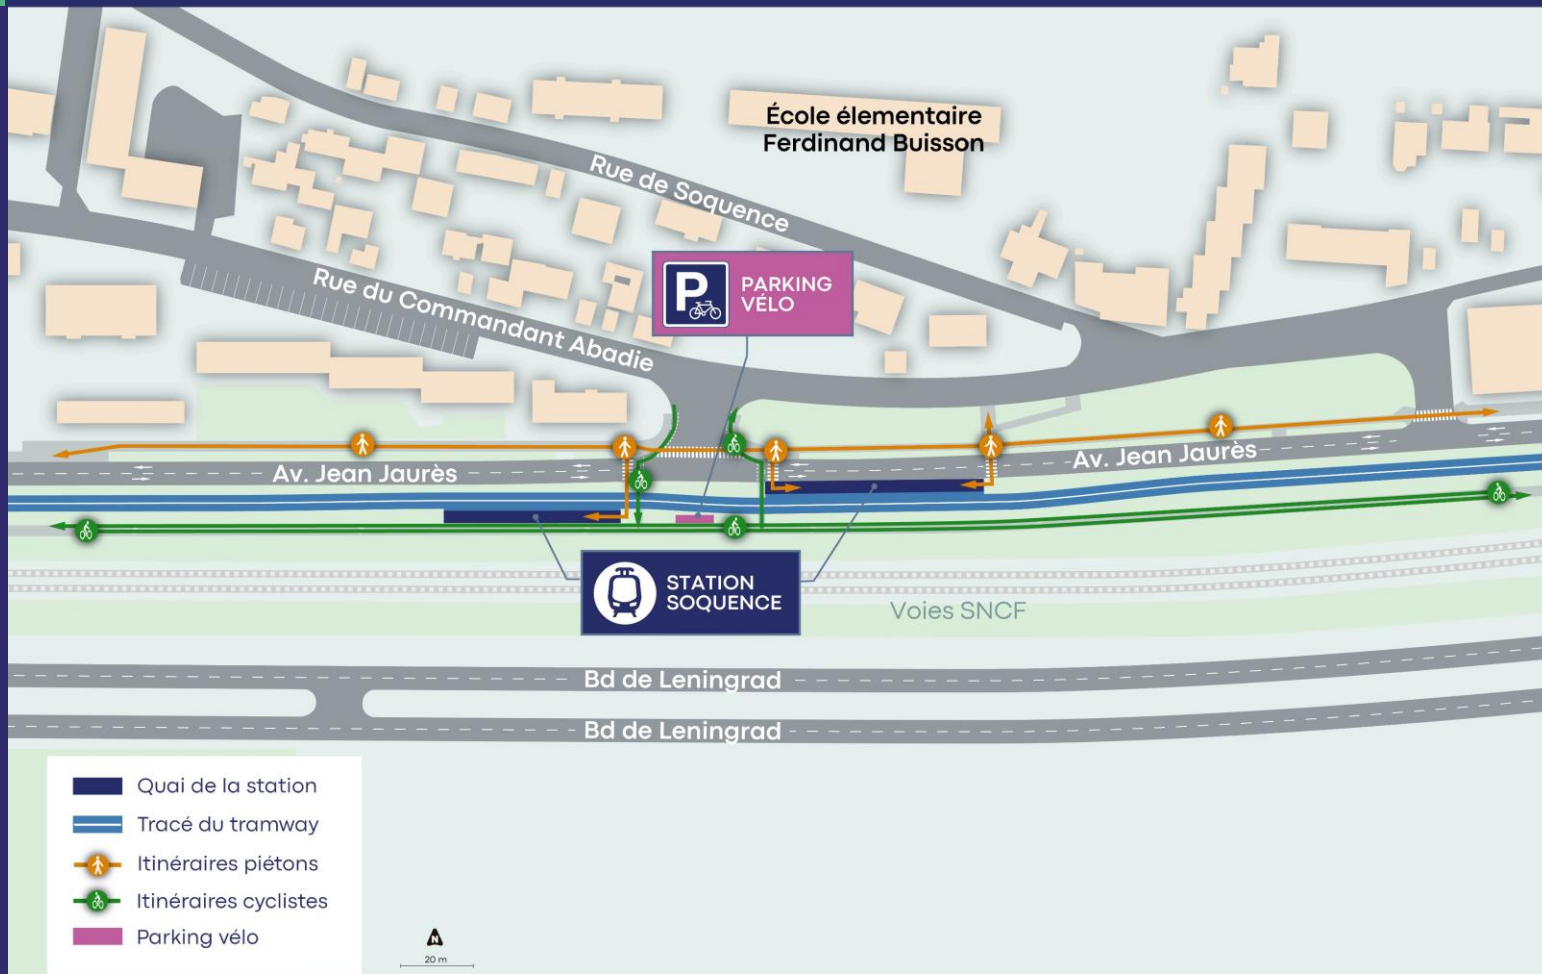 École élementaire
Ferdinand Buisson
Rue de Soquence
P
PARKING
VÉLO
Rue du Commandant Abadie
Av. Jean Jaurès
Av. Jean Jaurès
STATION
SOQUENCE
Voies SNCF
Bd de Leningrad
Bd de Leningrad
Quai de la station
Tracé du tramway
Itinéraires piétons
Itinéraires cyclistes
Parking vélo
N
20 m